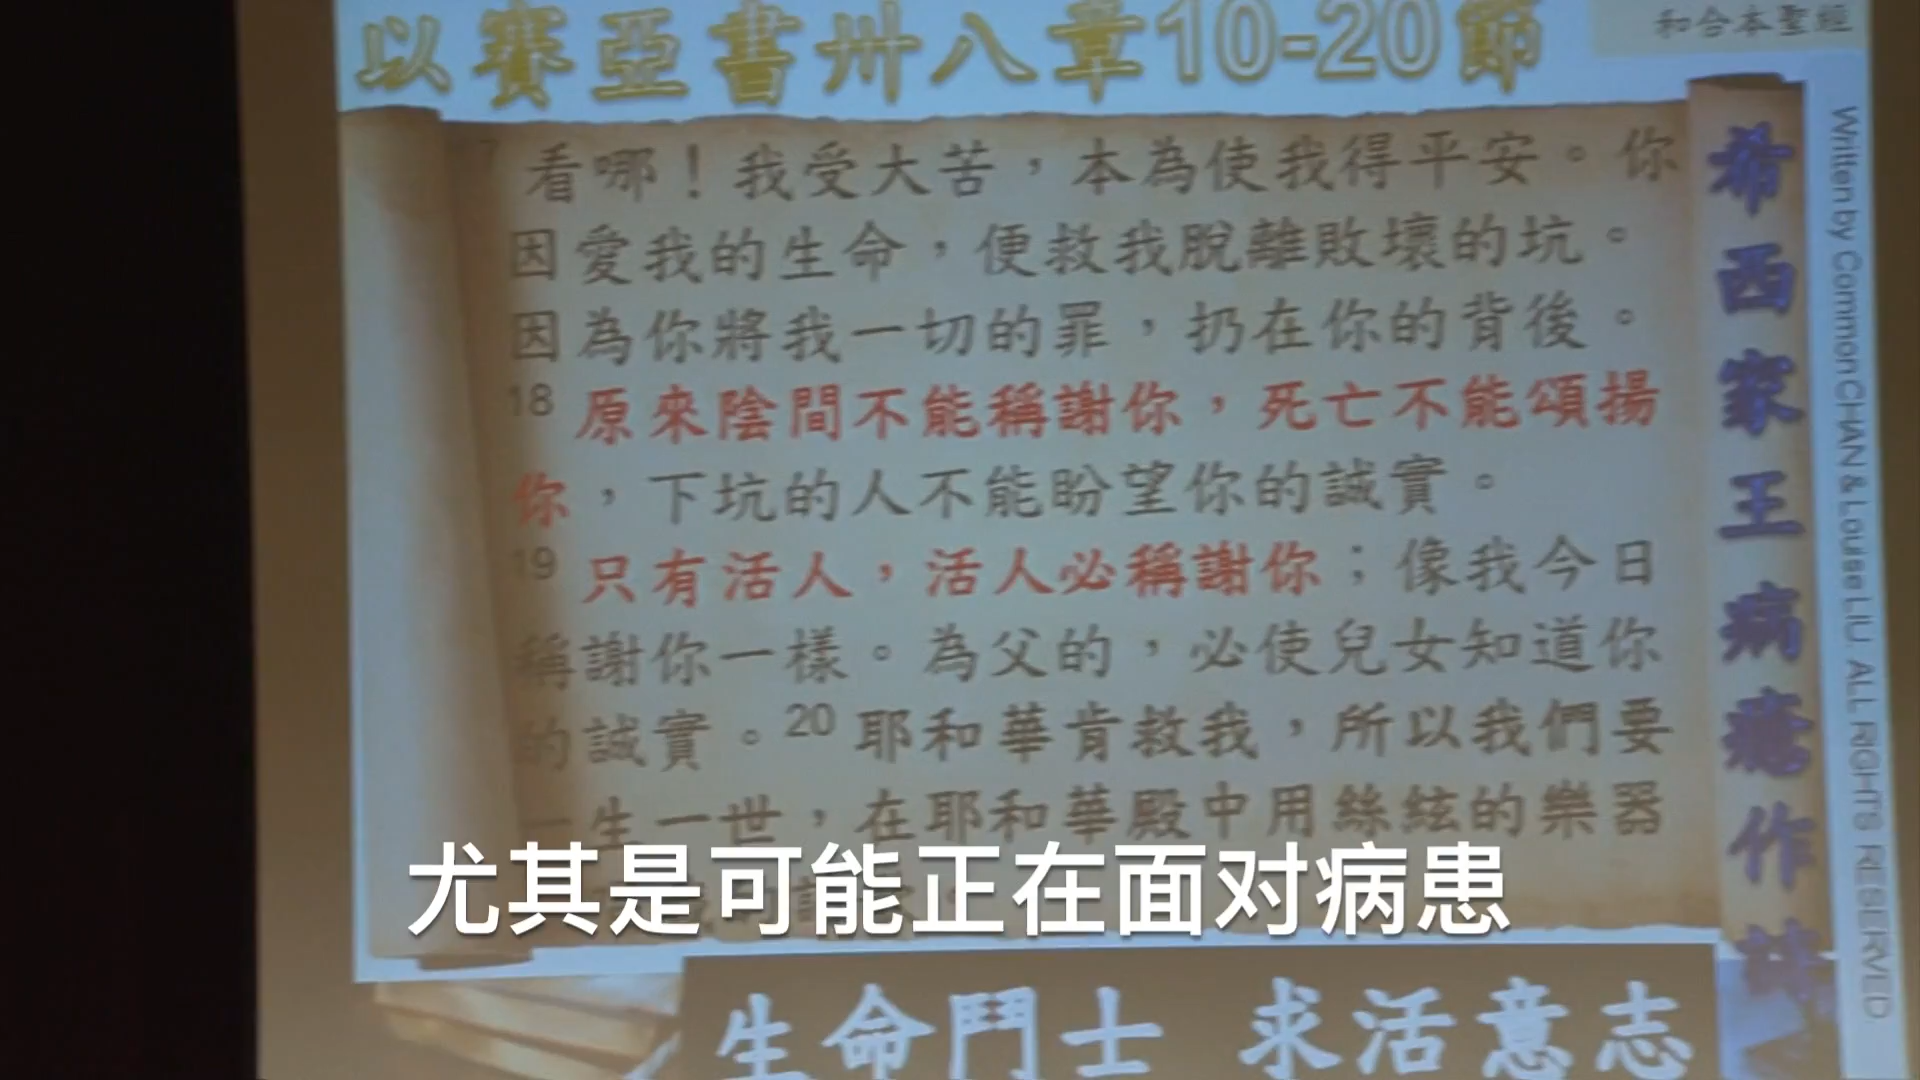 以賽亞書卅八章10-20節
和合本聖經
17 看哪！我受大苦，本為使我得平安。你
因愛我的生命，便救我脫離敗壞的坑。
因為你將我一切的罪，扔在你的背後。
18 原來陰間不能稱謝你，死亡不能頌揚
你，下坑的人不能盼望你的誠實。
19 只有活人，活人必稱謝你；像我今日
稱謝你一樣。為父的，必使兒女知道你
的誠實。20 耶和華肯救我，所以我們要
一生一世，在耶和華殿中用絲絃的樂器
尤其是可能正在面对病患
生命鬥士 求活意志
希西家王病癒作詩
Written by Common CHAN & Louise LIU ALL RIGHTS RESERVED